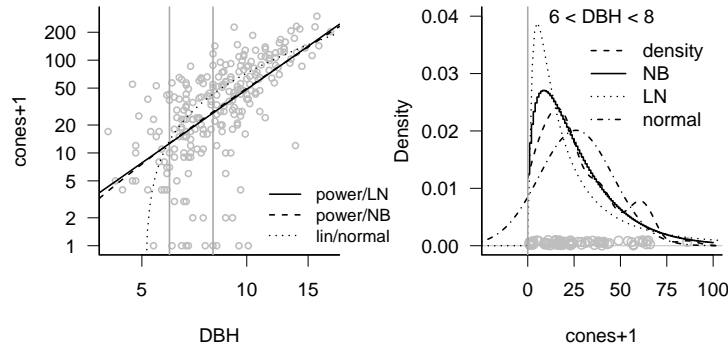 200
100
50
20
10
5
2
1
cones+1
5
10
15
DBH
power/LN
power/NB
lin/normal
6 < DBH < 8
0.04
0.03
0.02
0.01
0.00
Density
density
NB
LN
normal
0
25
50
75
100
cones+1